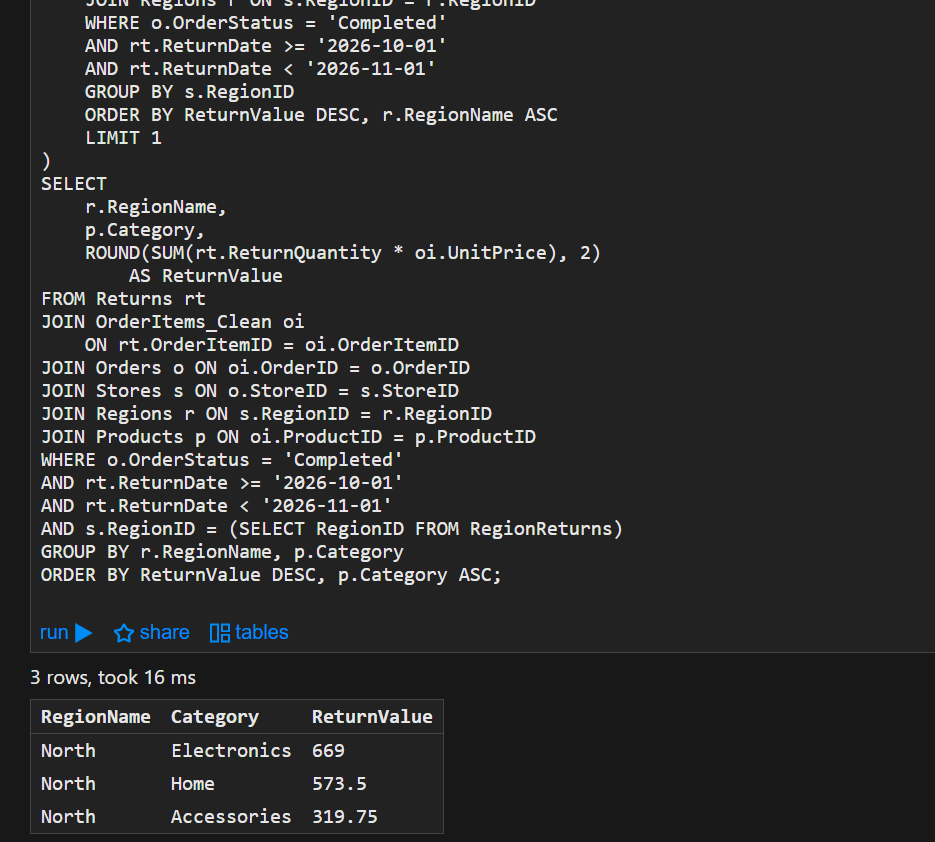 JOIN Regions r ON s.RegionID = r.RegionID
    WHERE o.OrderStatus = 'Completed'
    AND rt.ReturnDate >= '2026-10-01'
    AND rt.ReturnDate < '2026-11-01'
    GROUP BY s.RegionID
    ORDER BY ReturnValue DESC, r.RegionName ASC
    LIMIT 1
)
SELECT
    r.RegionName,
    p.Category,
    ROUND(SUM(rt.ReturnQuantity * oi.UnitPrice), 2)
        AS ReturnValue
FROM Returns rt
JOIN OrderItems_Clean oi
    ON rt.OrderItemID = oi.OrderItemID
JOIN Orders o ON oi.OrderID = o.OrderID
JOIN Stores s ON o.StoreID = s.StoreID
JOIN Regions r ON s.RegionID = r.RegionID
JOIN Products p ON oi.ProductID = p.ProductID
WHERE o.OrderStatus = 'Completed'
AND rt.ReturnDate >= '2026-10-01'
AND rt.ReturnDate < '2026-11-01'
AND s.RegionID = (SELECT RegionID FROM RegionReturns)
GROUP BY r.RegionName, p.Category
ORDER BY ReturnValue DESC, p.Category ASC;
run share tables
3 rows, took 16 ms
RegionName Category ReturnValue
North Electronics 669
North Home 573.5
North Accessories 319.75